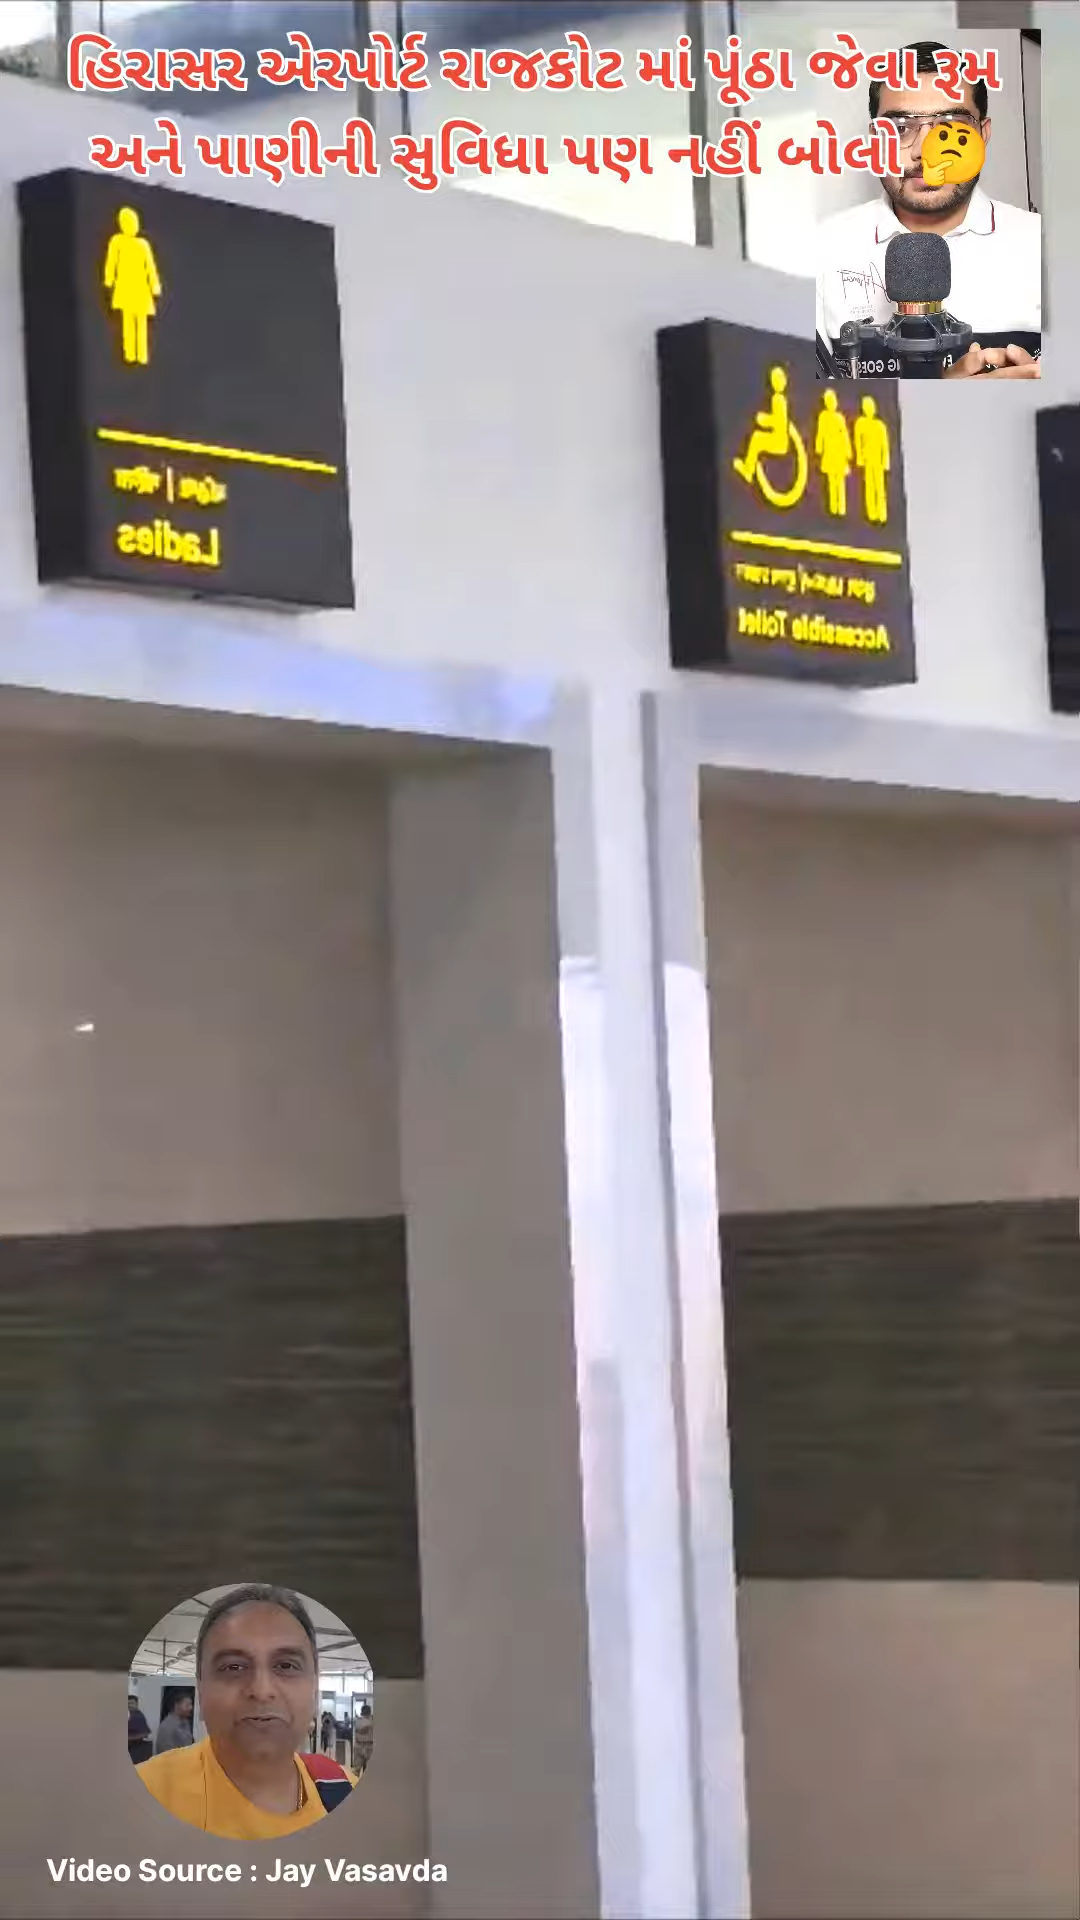 હિરાસર એરપોર્ટ રાજકોટ માં પૂંઠા જેવા રૂમ
અને પાણીની સુવિધા પણ નહીં બોલો 🤔
Ladies
Accessible Toilet
Video Source : Jay Vasavda